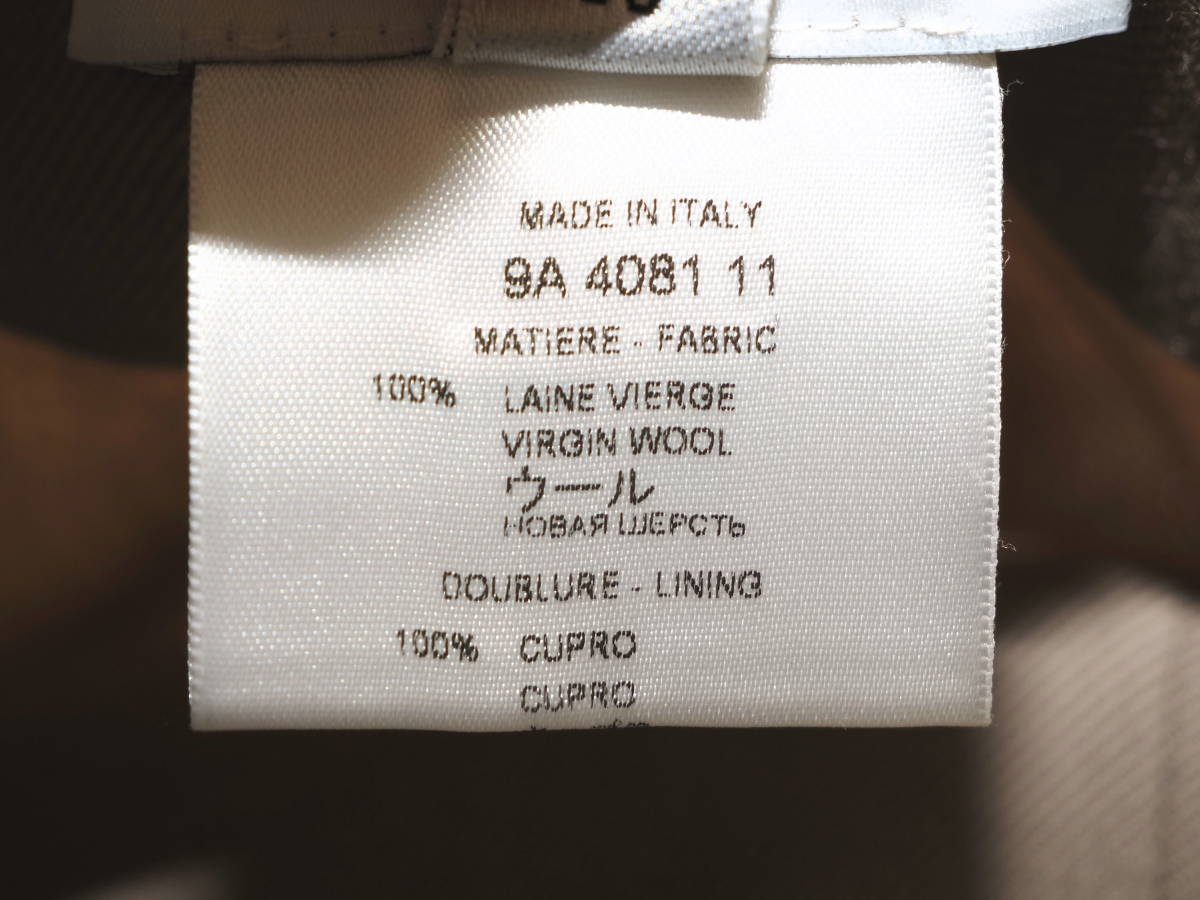 MADE IN ITALY
9A 4081 11
MATIERE - FABRIC
100% LAINE VIERGE
VIRGIN WOOL
ウール
НОВАЯ ШЕРСТЬ
DOUBLURE - LINING
100% CUPRO
CUPRO